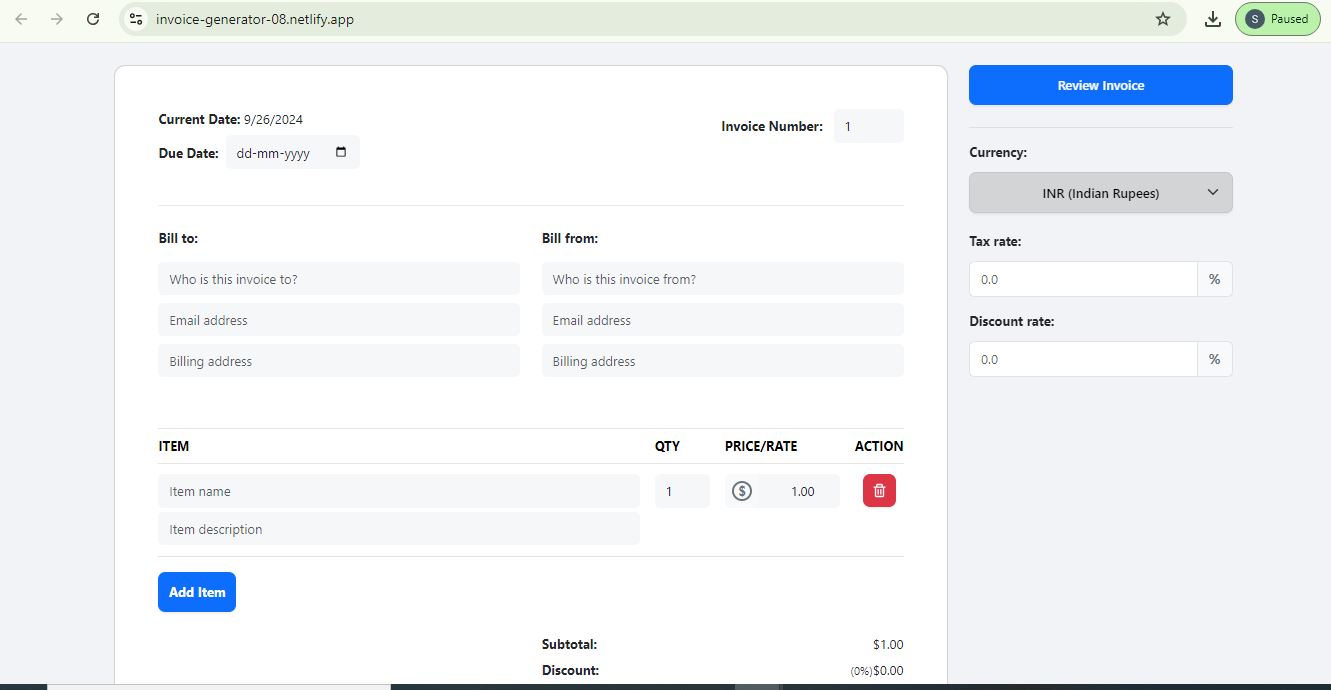 invoice-generator-08.netlify.app
S Paused
Current Date: 9/26/2024
Due Date: dd-mm-yyyy
Invoice Number: 1
Review Invoice
Currency:
INR (Indian Rupees)
Tax rate:
0.0 %
Discount rate:
0.0 %
Bill to:
Who is this invoice to?
Email address
Billing address
Bill from:
Who is this invoice from?
Email address
Billing address
ITEM QTY PRICE/RATE ACTION
Item name 1 $ 1.00
Item description
Add Item
Subtotal: $1.00
Discount: (0%)$0.00